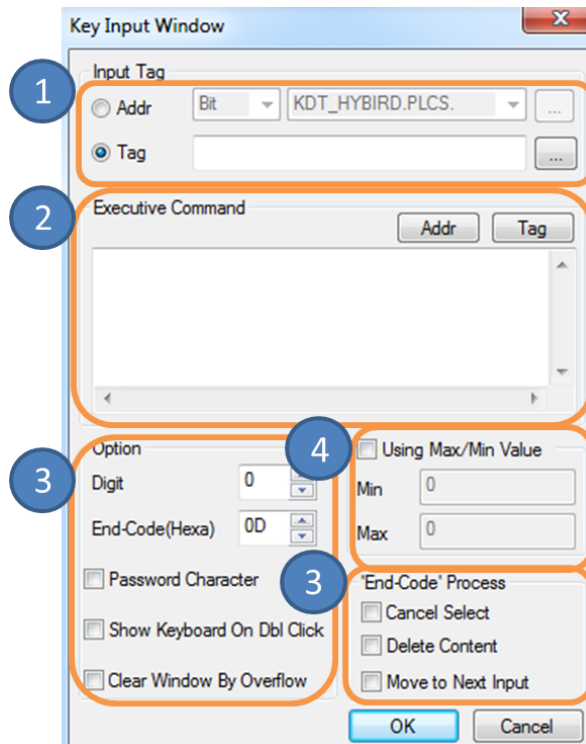 Key Input Window
Input Tag
1
Addr
Bit
KDT_HYBIRD.PLCS.
...
Tag
...
2
Executive Command
Addr
Tag
3
Option
Digit
0
End-Code(Hexa)
0D
Password Character
Show Keyboard On Dbl Click
Clear Window By Overflow
4
Using Max/Min Value
Min
0
Max
0
3
"End-Code" Process
Cancel Select
Delete Content
Move to Next Input
OK
Cancel